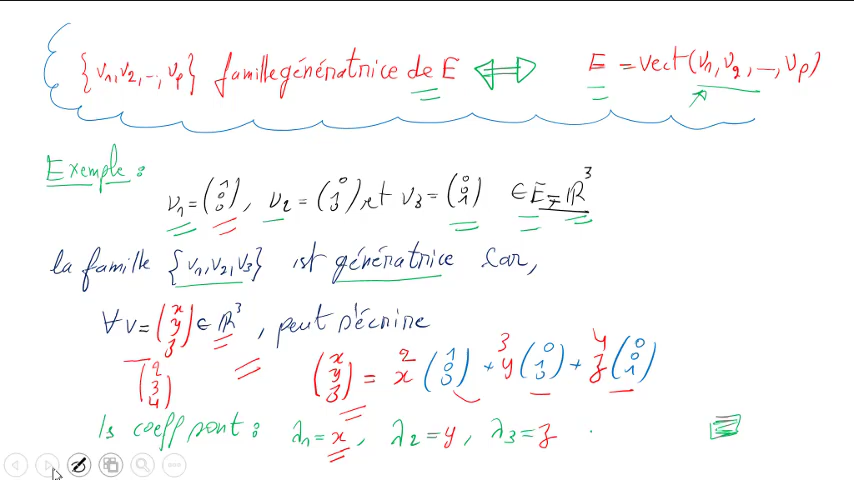 {v₁,v₂,..,vₚ} famille génératrice de E ⟺ E = vect(v₁,v₂,—,vₚ)
Exemple :
v₁ = (1 0 0), v₂ = (0 1 0) et v₃ = (0 0 1) ∈ E = ℝ³
la famille {v₁,v₂,v₃} est génératrice car,
∀ v = (x y z) ∈ ℝ³, peut s'écrire
(2 3 4) (x y z) = 2 x (1 0 0) + 3 y (0 1 0) + 4 z (0 0 1)
ls coeff sont : λ₁ = x, λ₂ = y, λ₃ = z .